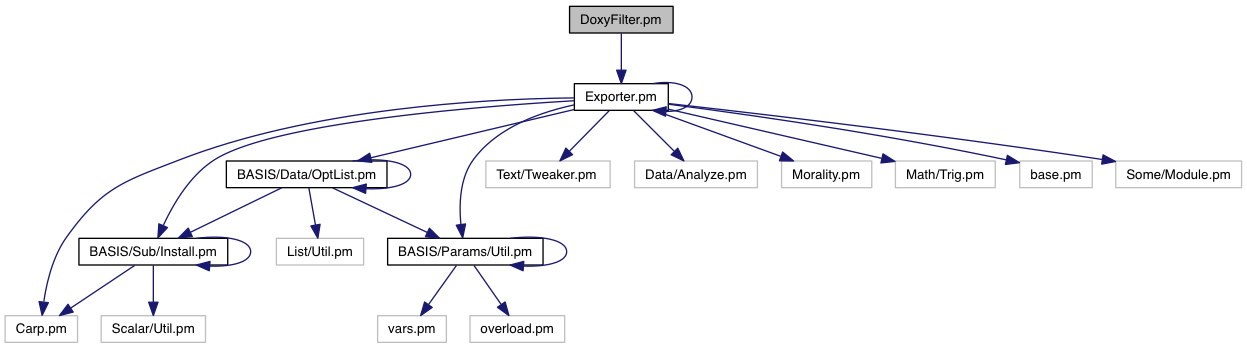 DoxyFilter.pm
Exporter.pm
BASIS/Data/OptList.pm
Text/Tweaker.pm
Data/Analyze.pm
Morality.pm
Math/Trig.pm
base.pm
Some/Module.pm
BASIS/Sub/Install.pm
List/Util.pm
BASIS/Params/Util.pm
Carp.pm
Scalar/Util.pm
vars.pm
overload.pm